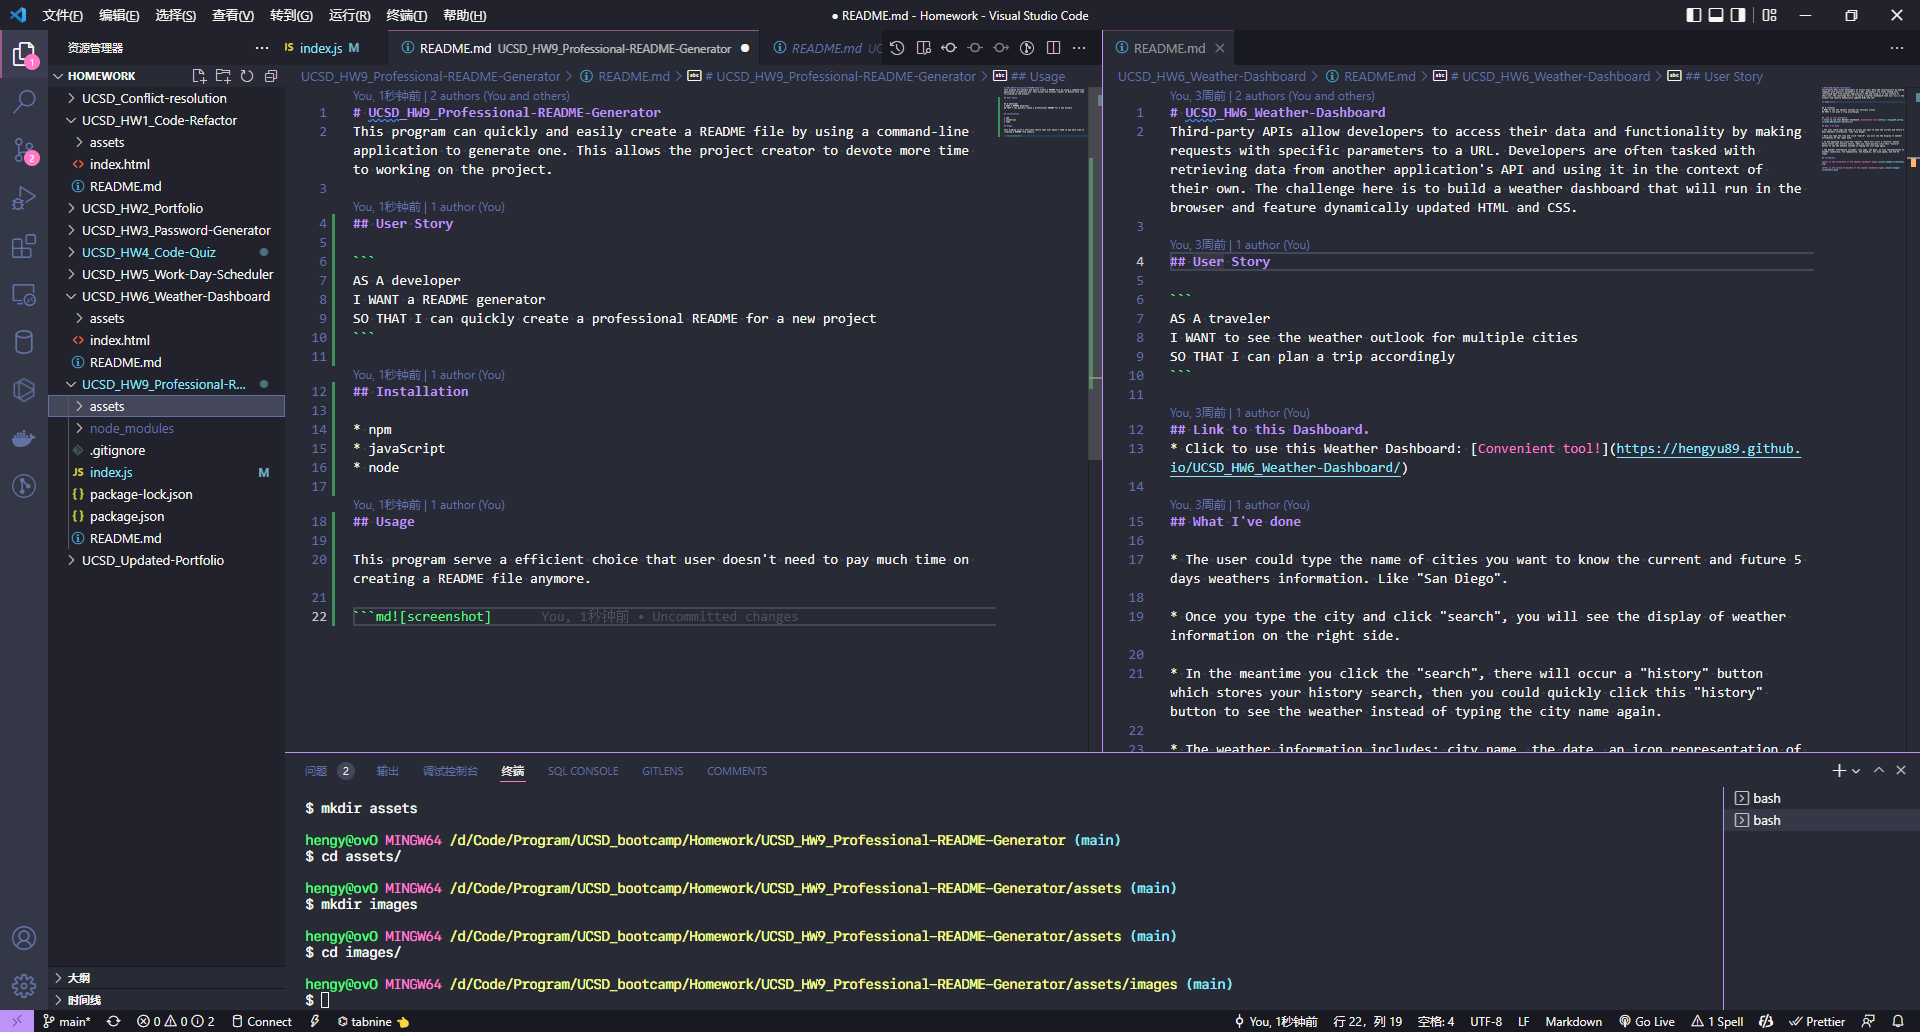 文件(F) 编辑(E) 选择(S) 查看(V) 转到(G) 运行(R) 终端(T) 帮助(H)
● README.md - Homework - Visual Studio Code
资源管理器
HOMEWORK
UCSD_Conflict-resolution
UCSD_HW1_Code-Refactor
assets
index.html
README.md
UCSD_HW2_Portfolio
UCSD_HW3_Password-Generator
UCSD_HW4_Code-Quiz
UCSD_HW5_Work-Day-Scheduler
UCSD_HW6_Weather-Dashboard
assets
index.html
README.md
UCSD_HW9_Professional-R...
assets
node_modules
.gitignore
JS index.js M
{} package-lock.json
{} package.json
README.md
UCSD_Updated-Portfolio
大纲
时间线
1
2
JS index.js M
README.md UCSD_HW9_Professional-README-Generator ●
README.md UC
UCSD_HW9_Professional-README-Generator > README.md > # UCSD_HW9_Professional-README-Generator > ## Usage
You, 1秒钟前 | 2 authors (You and others)
1 # UCSD_HW9_Professional-README-Generator
2 This program can quickly and easily create a README file by using a command-line
application to generate one. This allows the project creator to devote more time
to working on the project.
3
You, 1秒钟前 | 1 author (You)
4 ## User Story
5
6 ```
7 AS A developer
8 I WANT a README generator
9 SO THAT I can quickly create a professional README for a new project
10 ```
11
You, 1秒钟前 | 1 author (You)
12 ## Installation
13
14 * npm
15 * javaScript
16 * node
17
You, 1秒钟前 | 1 author (You)
18 ## Usage
19
20 This program serve a efficient choice that user doesn't need to pay much time on
creating a README file anymore.
21
22 ```md![screenshot] You, 1秒钟前 • Uncommitted changes
README.md
UCSD_HW6_Weather-Dashboard > README.md > # UCSD_HW6_Weather-Dashboard > ## User Story
You, 3周前 | 2 authors (You and others)
1 # UCSD_HW6_Weather-Dashboard
2 Third-party APIs allow developers to access their data and functionality by making
requests with specific parameters to a URL. Developers are often tasked with
retrieving data from another application's API and using it in the context of
their own. The challenge here is to build a weather dashboard that will run in the
browser and feature dynamically updated HTML and CSS.
3
You, 3周前 | 1 author (You)
4 ## User Story
5
6 ```
7 AS A traveler
8 I WANT to see the weather outlook for multiple cities
9 SO THAT I can plan a trip accordingly
10 ```
11
You, 3周前 | 1 author (You)
12 ## Link to this Dashboard.
13 * Click to use this Weather Dashboard: [Convenient tool!](https://hengyu89.github.
io/UCSD_HW6_Weather-Dashboard/)
14
You, 3周前 | 1 author (You)
15 ## What I've done
16
17 * The user could type the name of cities you want to know the current and future 5
days weathers information. Like "San Diego".
18
19 * Once you type the city and click "search", you will see the display of weather
information on the right side.
20
21 * In the meantime you click the "search", there will occur a "history" button
which stores your history search, then you could quickly click this "history"
button to see the weather instead of typing the city name again.
22
23 * The weather information includes: city name, the date, an icon representation of
问题 2 输出 调试控制台 终端 SQL CONSOLE GITLENS COMMENTS
$ mkdir assets
hengy@ovO MINGW64 /d/Code/Program/UCSD_bootcamp/Homework/UCSD_HW9_Professional-README-Generator (main)
$ cd assets/
hengy@ovO MINGW64 /d/Code/Program/UCSD_bootcamp/Homework/UCSD_HW9_Professional-README-Generator/assets (main)
$ mkdir images
hengy@ovO MINGW64 /d/Code/Program/UCSD_bootcamp/Homework/UCSD_HW9_Professional-README-Generator/assets (main)
$ cd images/
hengy@ovO MINGW64 /d/Code/Program/UCSD_bootcamp/Homework/UCSD_HW9_Professional-README-Generator/assets/images (main)
$
bash
bash
main* 0 0 2 Connect tabnine
You, 1秒钟前 行 22，列 19 空格: 4 UTF-8 LF Markdown Go Live 1 Spell Prettier